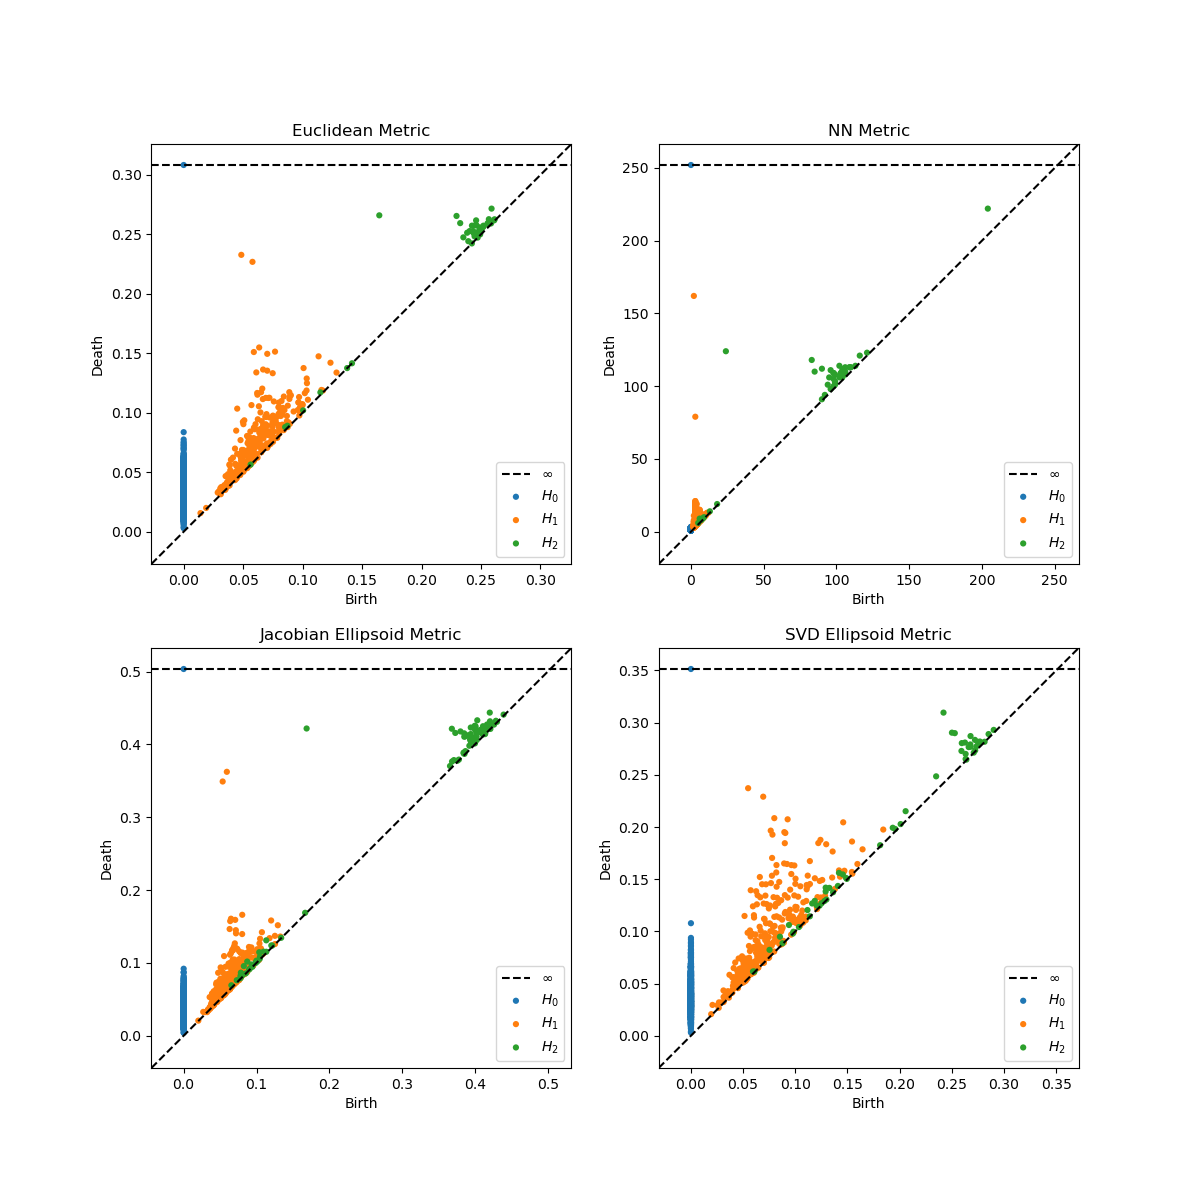 Euclidean Metric
0.30
0.25
0.20
0.15
0.10
0.05
0.00
Death
0.00 0.05 0.10 0.15 0.20 0.25 0.30
Birth
∞
H0
H1
H2
NN Metric
250
200
150
100
50
0
Death
0 50 100 150 200 250
Birth
∞
H0
H1
H2
Jacobian Ellipsoid Metric
0.5
0.4
0.3
0.2
0.1
0.0
Death
0.0 0.1 0.2 0.3 0.4 0.5
Birth
∞
H0
H1
H2
SVD Ellipsoid Metric
0.35
0.30
0.25
0.20
0.15
0.10
0.05
0.00
Death
0.00 0.05 0.10 0.15 0.20 0.25 0.30 0.35
Birth
∞
H0
H1
H2